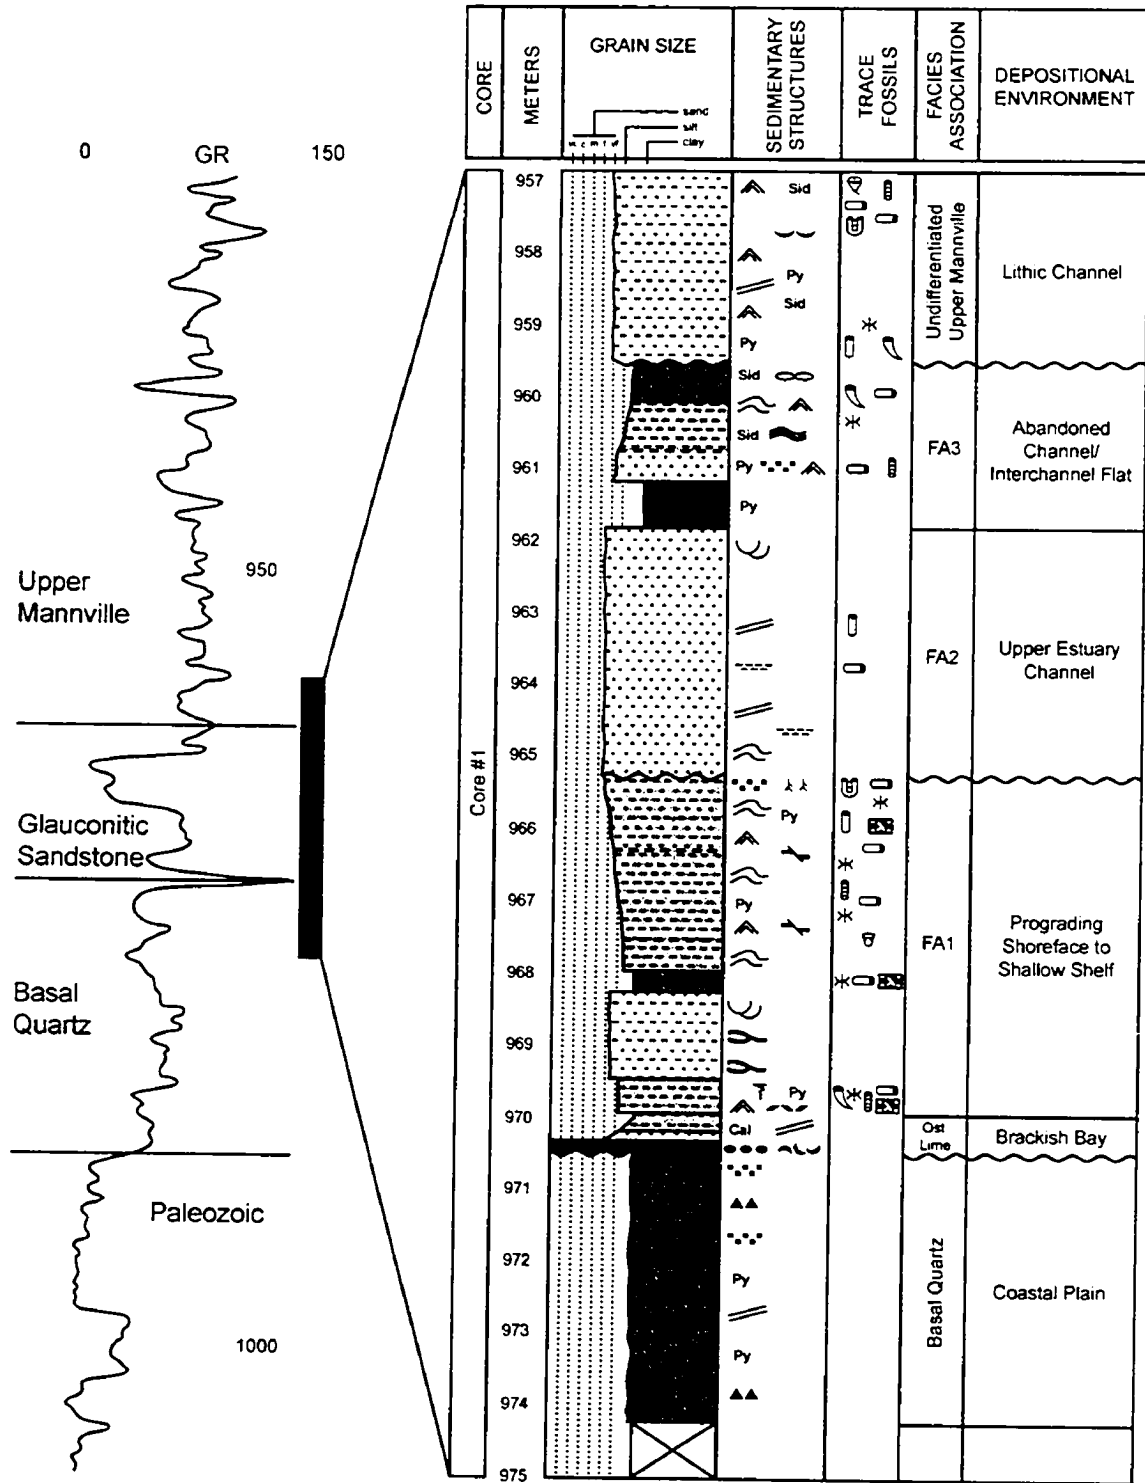 CORE
METERS
GRAIN SIZE
sand
silt
clay
vc c m f vf
SEDIMENTARY
STRUCTURES
TRACE
FOSSILS
FACIES
ASSOCIATION
DEPOSITIONAL
ENVIRONMENT
0 GR 150
950
1000
Upper
Mannville
Glauconitic
Sandstone
Basal
Quartz
Paleozoic
Core #1
957
958
959
960
961
962
963
964
965
966
967
968
969
970
971
972
973
974
975
Sid
Py
Sid
Py
Sid
Sid
Py
Py
Py
Py
Py
Cal
Py
Py
Undifferentiated
Upper Mannville
FA3
FA2
FA1
Ost
Lime
Basal Quartz
Lithic Channel
Abandoned
Channel/
Interchannel Flat
Upper Estuary
Channel
Prograding
Shoreface to
Shallow Shelf
Brackish Bay
Coastal Plain